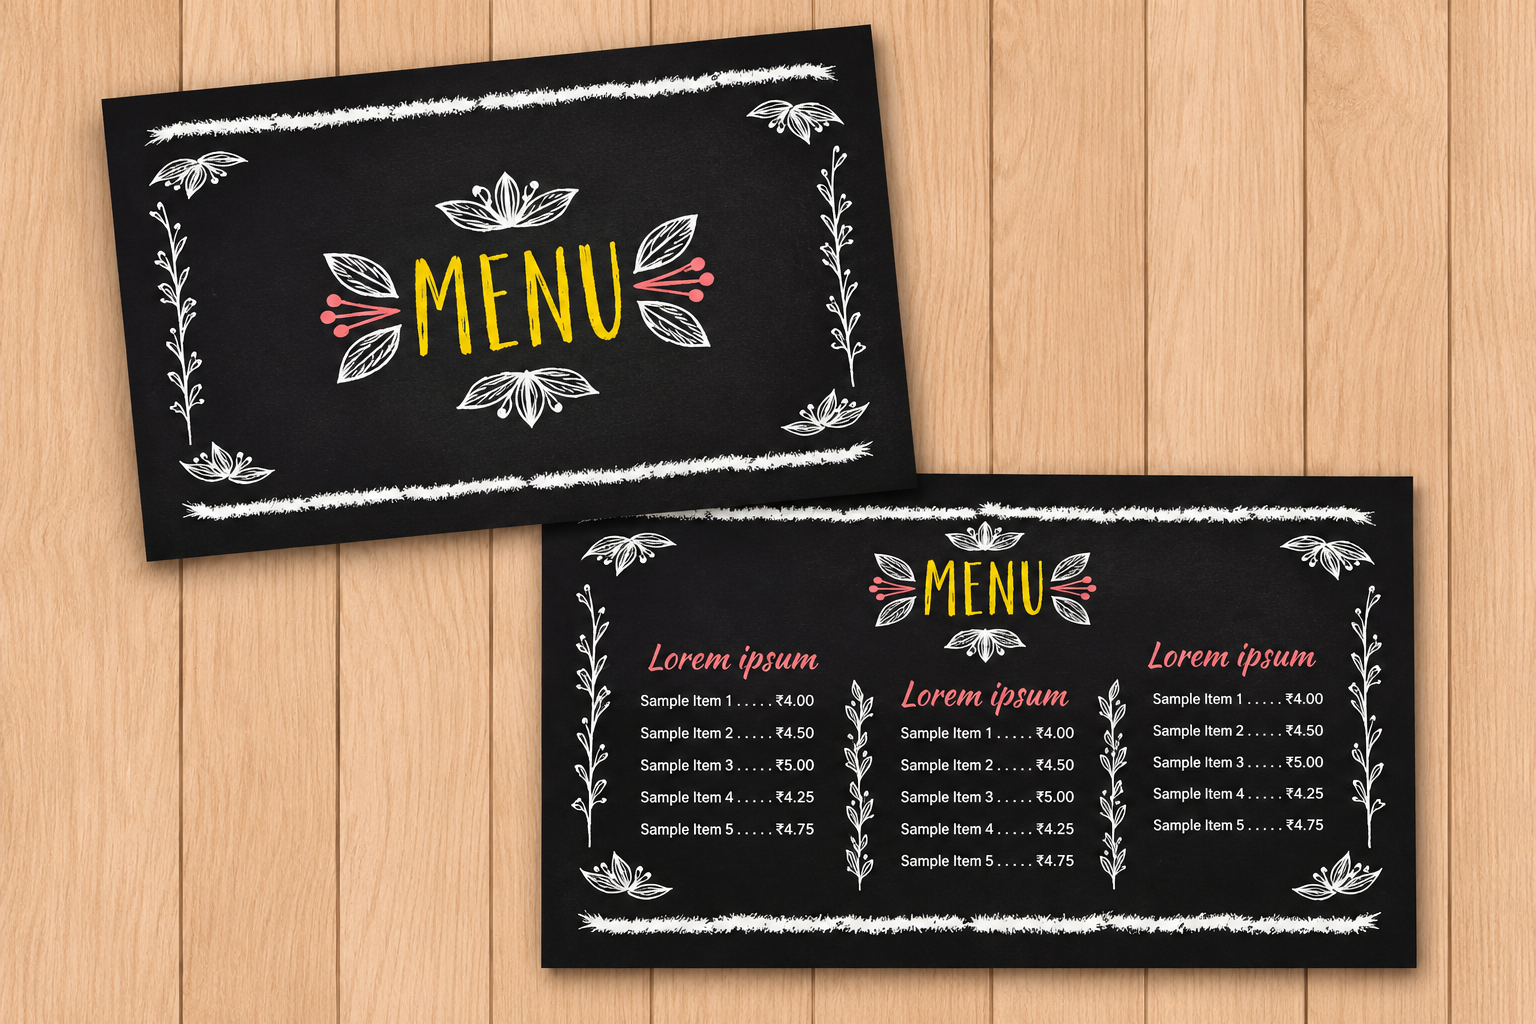 MENU
MENU
Lorem ipsum
Sample Item 1 . . . . . ₹4.00
Sample Item 2 . . . . . ₹4.50
Sample Item 3 . . . . . ₹5.00
Sample Item 4 . . . . . ₹4.25
Sample Item 5 . . . . . ₹4.75
Lorem ipsum
Sample Item 1 . . . . . ₹4.00
Sample Item 2 . . . . . ₹4.50
Sample Item 3 . . . . . ₹5.00
Sample Item 4 . . . . . ₹4.25
Sample Item 5 . . . . . ₹4.75
Lorem ipsum
Sample Item 1 . . . . . ₹4.00
Sample Item 2 . . . . . ₹4.50
Sample Item 3 . . . . . ₹5.00
Sample Item 4 . . . . . ₹4.25
Sample Item 5 . . . . . ₹4.75